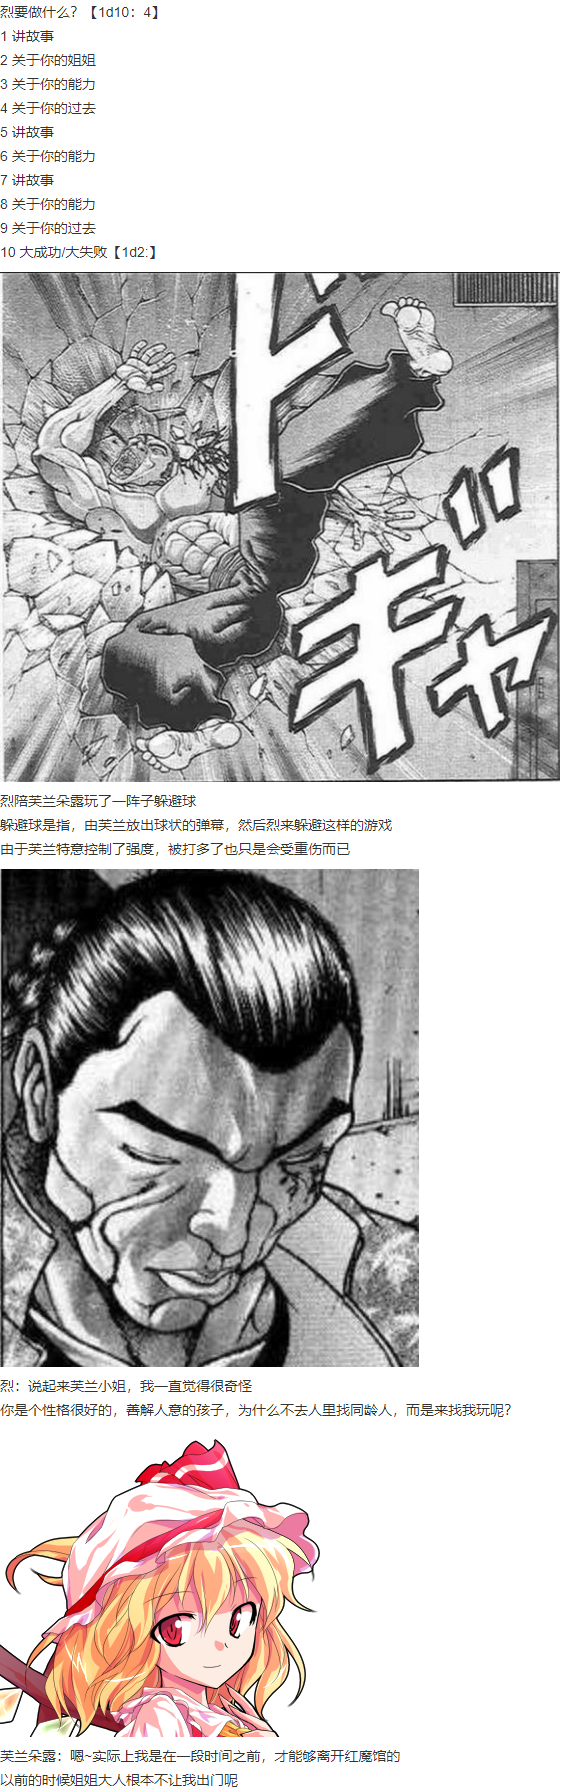 烈要做什么？【1d10：4】
1 讲故事
2 关于你的姐姐
3 关于你的能力
4 关于你的过去
5 讲故事
6 关于你的能力
7 讲故事
8 关于你的能力
9 关于你的过去
10 大成功/大失败【1d2:】
ドギャッ
烈陪芙兰朵露玩了一阵子躲避球
躲避球是指，由芙兰放出球状的弹幕，然后烈来躲避这样的游戏
由于芙兰特意控制了强度，被打多了也只是会受重伤而已
烈：说起来芙兰小姐，我一直觉得很奇怪
你是个性格很好的，善解人意的孩子，为什么不去人里找同龄人，而是来找我玩呢？
芙兰朵露：嗯~实际上我是在一段时间之前，才能够离开红魔馆的
以前的时候姐姐大人根本不让我出门呢